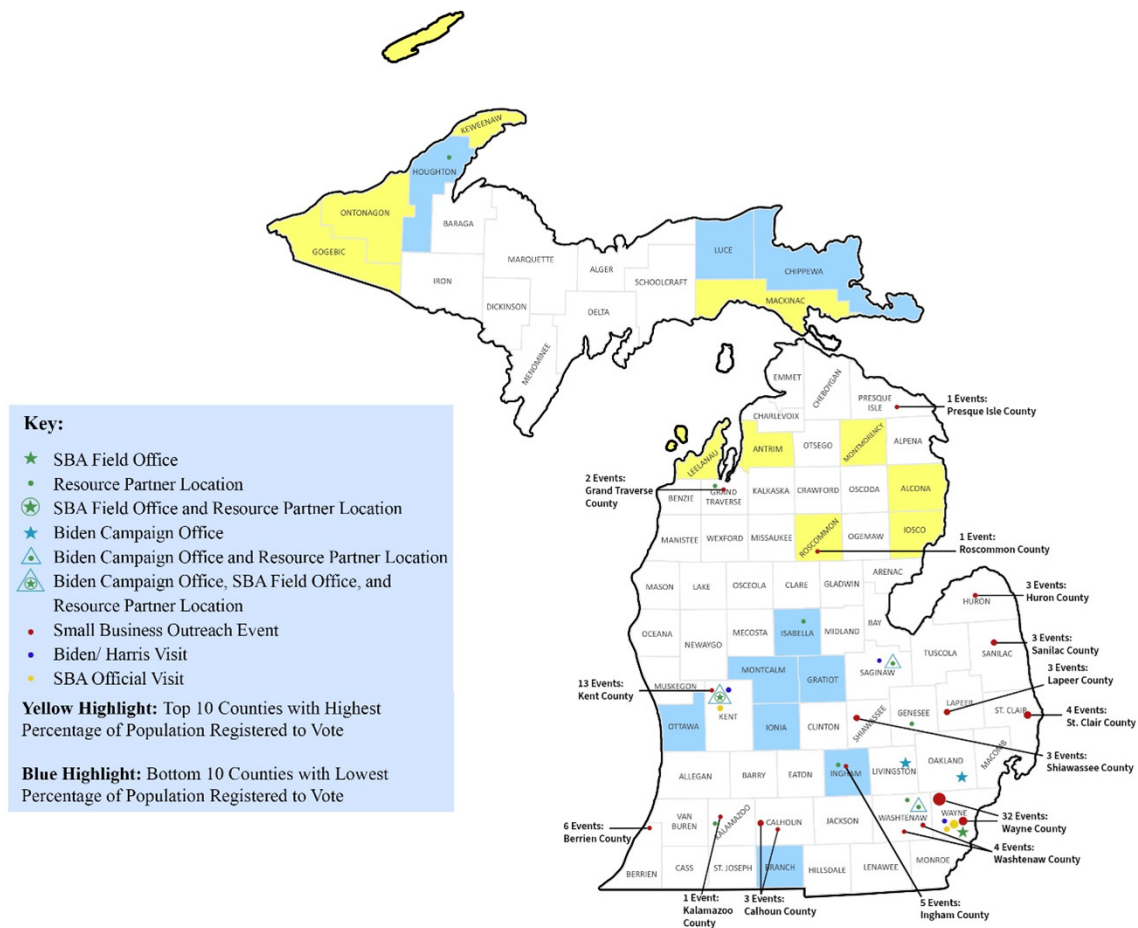 KEWEENAW
HOUGHTON
ONTONAGON
BARAGA
GOGEBIC
LUCE
CHIPPEWA
MARQUETTE
ALGER
SCHOOLCRAFT
IRON
MACKINAC
DICKINSON
DELTA
MENOMINEE
EMMET
CHEBOYGAN
PRESQUE
ISLE
1 Events:
Presque Isle County
CHARLEVOIX
Key:
SBA Field Office
Resource Partner Location
SBA Field Office and Resource Partner Location
Biden Campaign Office
Biden Campaign Office and Resource Partner Location
Biden Campaign Office, SBA Field Office, and
Resource Partner Location
Small Business Outreach Event
Biden/ Harris Visit
SBA Official Visit
Yellow Highlight: Top 10 Counties with Highest
Percentage of Population Registered to Vote
Blue Highlight: Bottom 10 Counties with Lowest
Percentage of Population Registered to Vote
LEELANAU
ANTRIM
OTSEGO
MONTMORENCY
ALPENA
2 Events:
Grand Traverse
County
BENZIE
GRAND
TRAVERSE
KALKASKA
CRAWFORD
OSCODA
ALCONA
MANISTEE
WEXFORD
MISSAUKEE
ROSCOMMON
OGEMAW
IOSCO
1 Event:
Roscommon County
ARENAC
MASON
LAKE
OSCEOLA
CLARE
GLADWIN
HURON
3 Events:
Huron County
OCEANA
NEWAYGO
MECOSTA
ISABELLA
MIDLAND
BAY
TUSCOLA
SANILAC
3 Events:
Sanilac County
MONTCALM
GRATIOT
SAGINAW
3 Events:
Lapeer County
MUSKEGON
13 Events:
Kent County
KENT
OTTAWA
IONIA
CLINTON
SHIAWASSEE
GENESEE
LAPEER
ST. CLAIR
4 Events:
St. Clair County
MACOMB
3 Events:
Shiawassee County
ALLEGAN
BARRY
EATON
INGHAM
LIVINGSTON
OAKLAND
6 Events:
Berrien County
VAN
BUREN
KALAMAZOO
CALHOUN
JACKSON
WASHTENAW
WAYNE
32 Events:
Wayne County
4 Events:
Washtenaw County
BERRIEN
CASS
ST. JOSEPH
BRANCH
HILLSDALE
LENAWEE
MONROE
1 Event:
Kalamazoo
County
3 Events:
Calhoun County
5 Events:
Ingham County